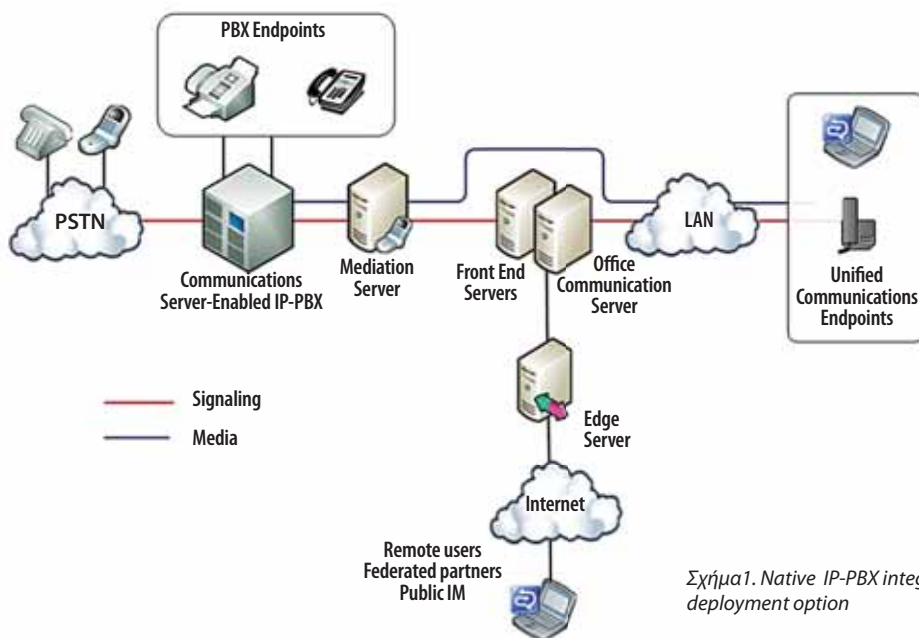 PBX Endpoints
PSTN
Communications
Server-Enabled IP-PBX
Mediation
Server
Front End
Servers
Office
Communication
Server
LAN
Unified
Communications
Endpoints
Signaling
Media
Edge
Server
Internet
Remote users
Federated partners
Public IM
Σχήμα1. Native IP-PBX integ
deployment option